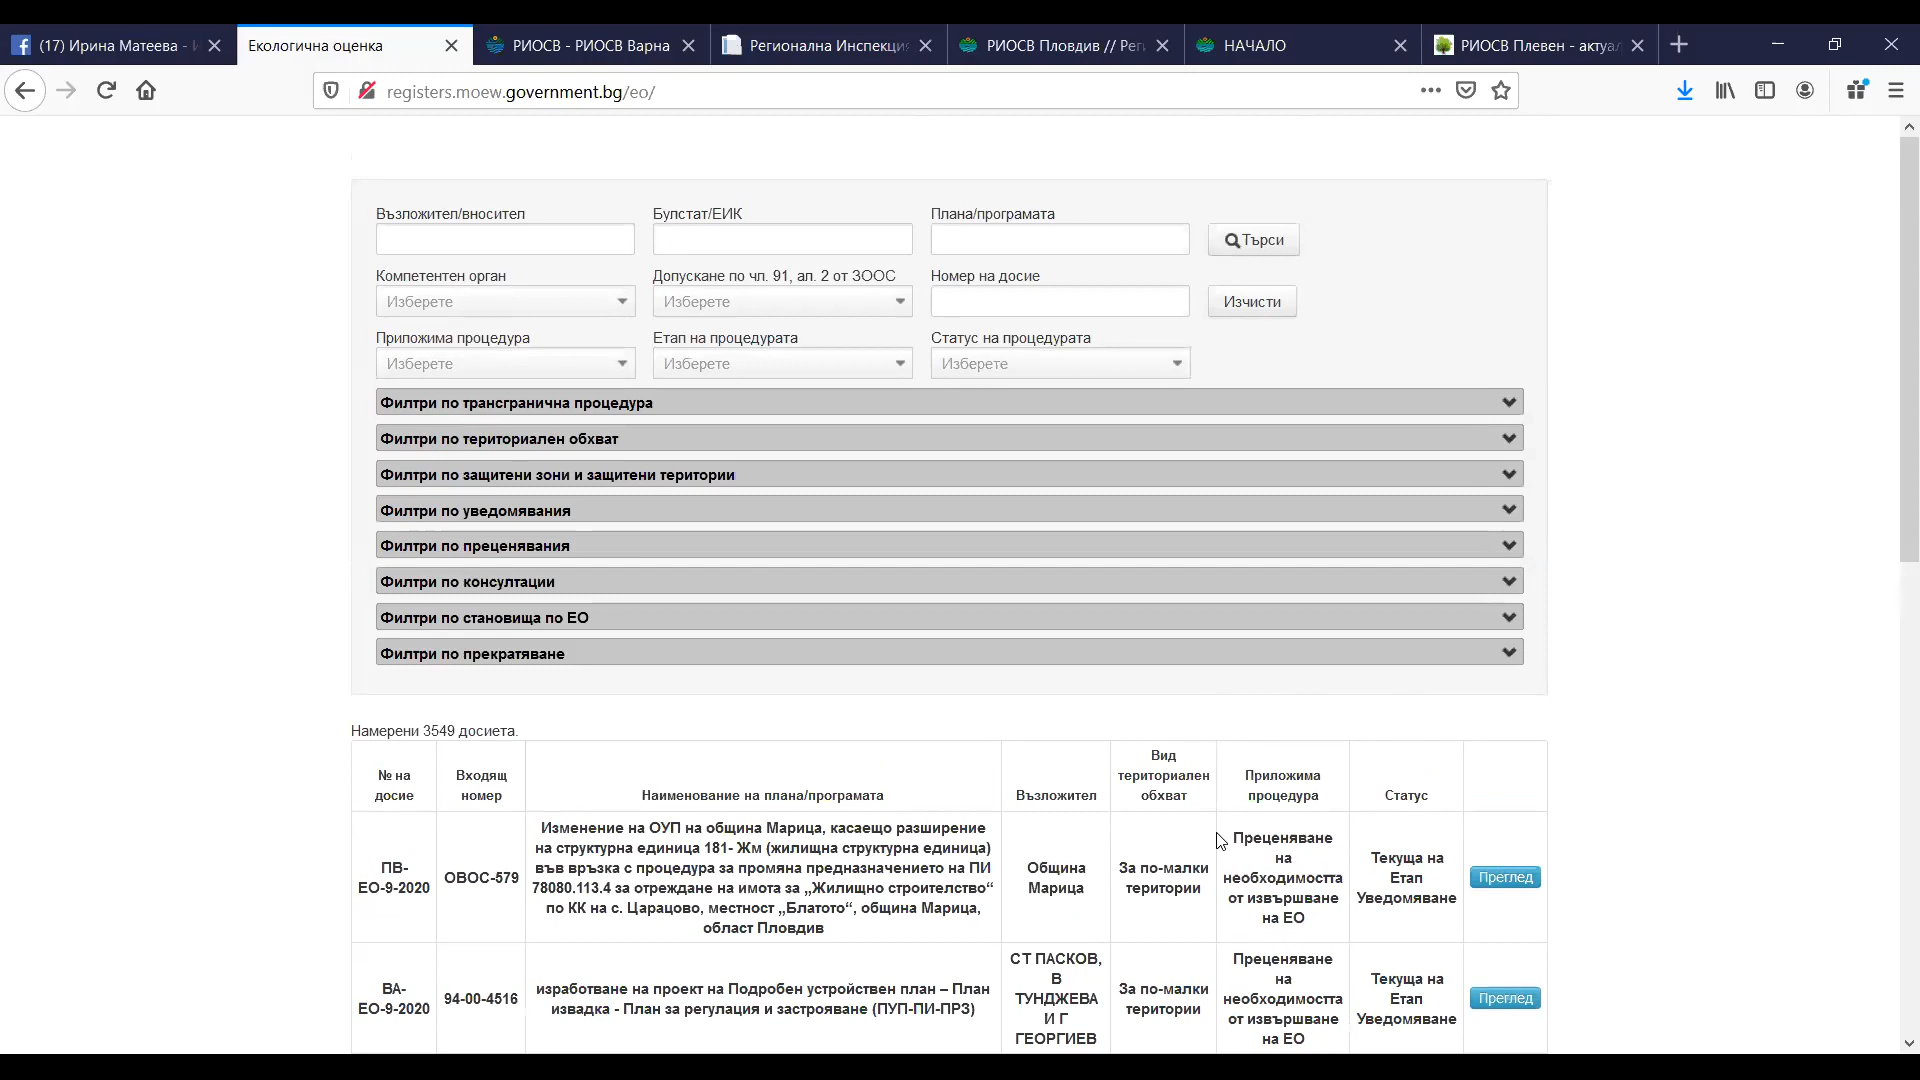 (17) Ирина Матеева - И
Екологична оценка
РИОСВ - РИОСВ Варна
Регионална Инспекция
РИОСВ Пловдив // Реги
НАЧАЛО
РИОСВ Плевен - актуал
registers.moew.government.bg/eo/
Възложител/вносител
Булстат/ЕИК
Плана/програмата
Търси
Компетентен орган
Допускане по чл. 91, ал. 2 от ЗООС
Номер на досие
Изберете
Изберете
Изчисти
Приложима процедура
Етап на процедурата
Статус на процедурата
Изберете
Изберете
Изберете
Филтри по трансгранична процедура
Филтри по териториален обхват
Филтри по защитени зони и защитени територии
Филтри по уведомявания
Филтри по преценявания
Филтри по консултации
Филтри по становища по ЕО
Филтри по прекратяване
Намерени 3549 досиета.
№ на
досие
Входящ
номер
Наименование на плана/програмата
Възложител
Вид
териториален
обхват
Приложима
процедура
Статус
ПВ-
ЕО-9-2020
ОВОС-579
Изменение на ОУП на община Марица, касаещо разширение
на структурна единица 181- Жм (жилищна структурна единица)
във връзка с процедура за промяна предназначението на ПИ
78080.113.4 за отреждане на имота за „Жилищно строителство“
по КК на с. Царацово, местност „Блатото“, община Марица,
област Пловдив
Община
Марица
За по-малки
територии
Преценяване
на
необходимостта
от извършване
на ЕО
Текуща на
Етап
Уведомяване
Преглед
ВА-
ЕО-9-2020
94-00-4516
изработване на проект на Подробен устройствен план – План
извадка - План за регулация и застрояване (ПУП-ПИ-ПРЗ)
СТ ПАСКОВ,
В
ТУНДЖЕВА
И Г
ГЕОРГИЕВ
За по-малки
територии
Преценяване
на
необходимостта
от извършване
на ЕО
Текуща на
Етап
Уведомяване
Преглед